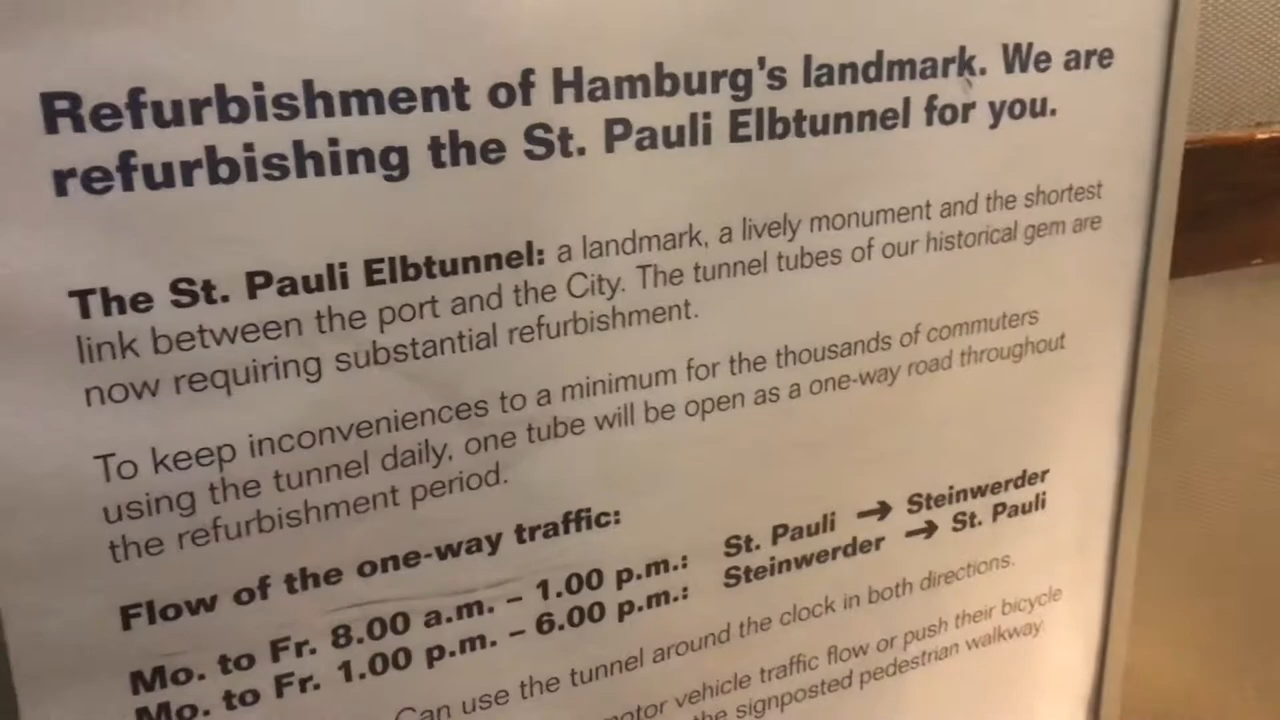 Refurbishment of Hamburg's landmark. We are
refurbishing the St. Pauli Elbtunnel for you.
The St. Pauli Elbtunnel: a landmark, a lively monument and the shortest
link between the port and the City. The tunnel tubes of our historical gem are
now requiring substantial refurbishment.
To keep inconveniences to a minimum for the thousands of commuters
using the tunnel daily, one tube will be open as a one-way road throughout
the refurbishment period.
Flow of the one-way traffic:
Mo. to Fr. 8.00 a.m. – 1.00 p.m.: St. Pauli → Steinwerder
Mo. to Fr. 1.00 p.m. – 6.00 p.m.: Steinwerder → St. Pauli
can use the tunnel around the clock in both directions.
motor vehicle traffic flow or push their bicycle
the signposted pedestrian walkway